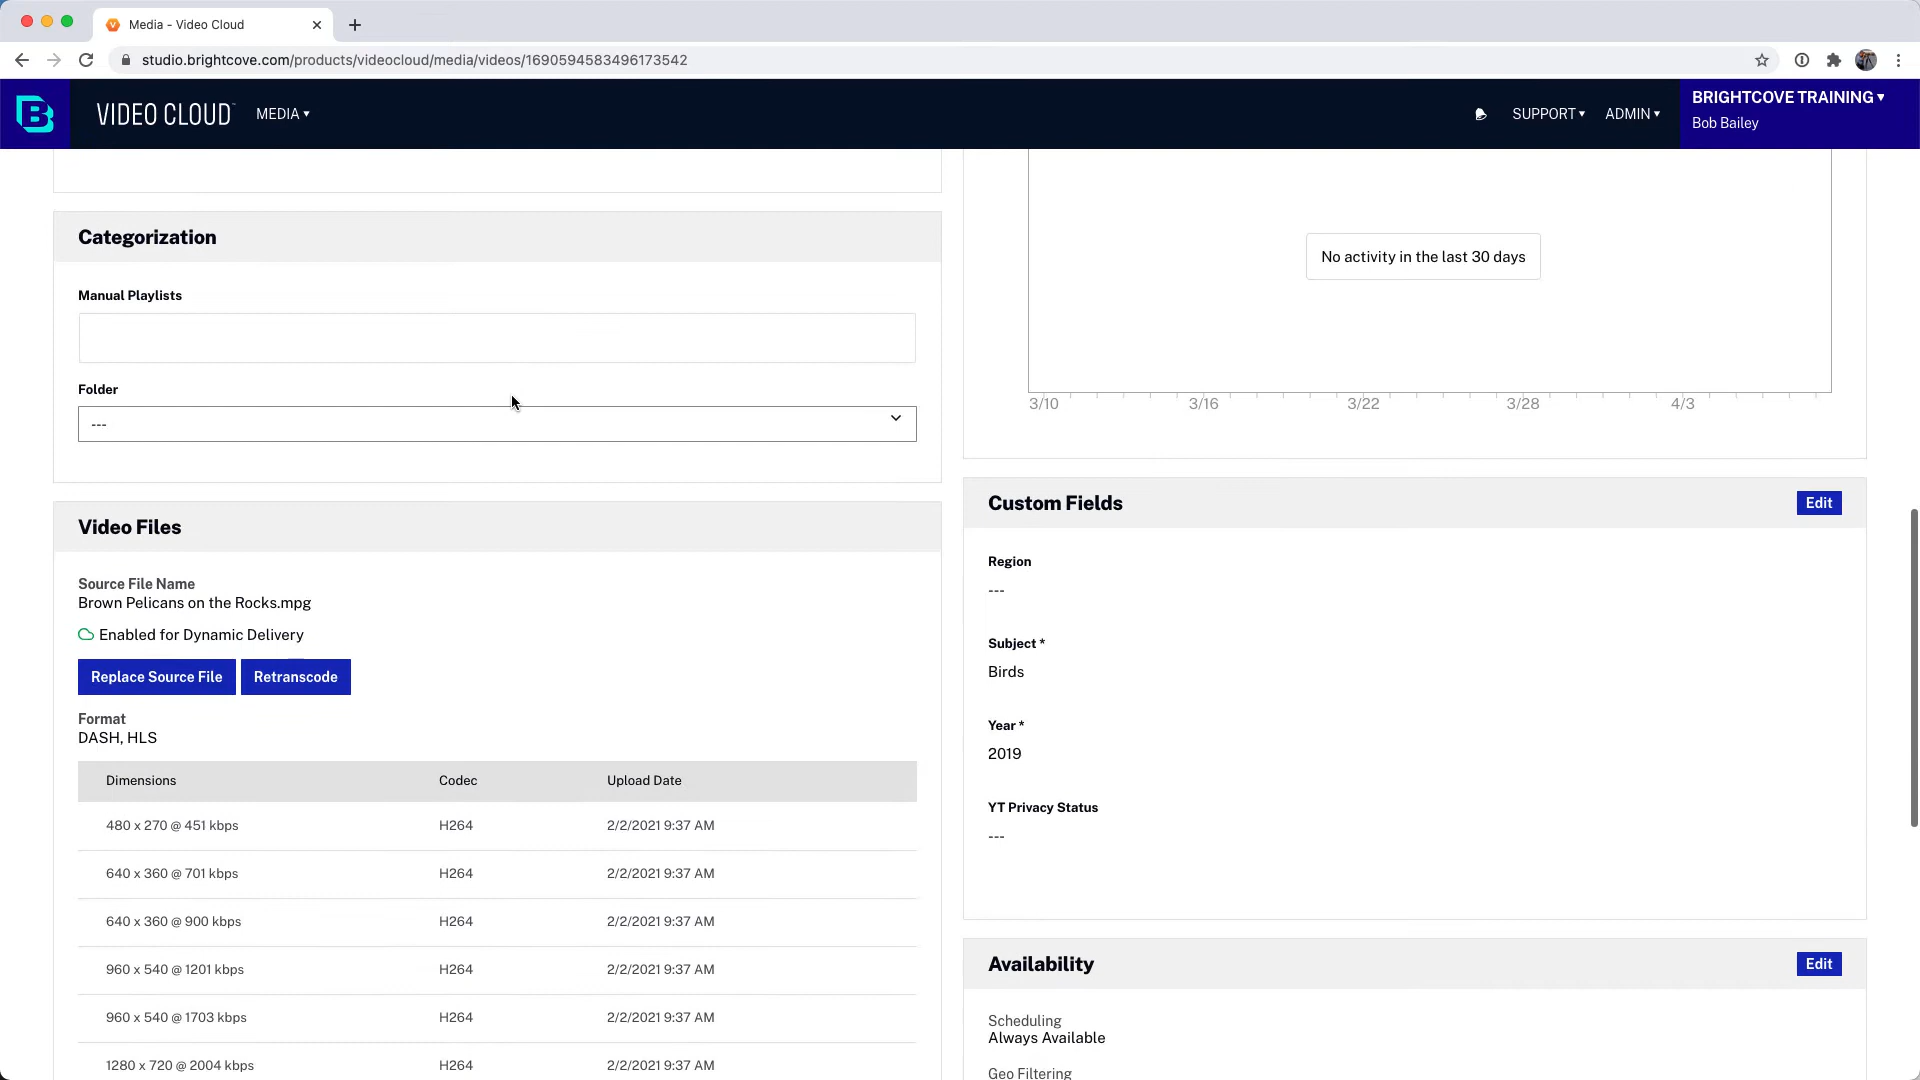 Media - Video Cloud
studio.brightcove.com/products/videocloud/media/videos/1690594583496173542
VIDEO CLOUD
MEDIA ▾
SUPPORT ▾
ADMIN ▾
BRIGHTCOVE TRAINING ▾
Bob Bailey
Categorization
Manual Playlists
Folder
---
Video Files
Source File Name
Brown Pelicans on the Rocks.mpg
Enabled for Dynamic Delivery
Replace Source File
Retranscode
Format
DASH, HLS
Dimensions Codec Upload Date
480 x 270 @ 451 kbps H264 2/2/2021 9:37 AM
640 x 360 @ 701 kbps H264 2/2/2021 9:37 AM
640 x 360 @ 900 kbps H264 2/2/2021 9:37 AM
960 x 540 @ 1201 kbps H264 2/2/2021 9:37 AM
960 x 540 @ 1703 kbps H264 2/2/2021 9:37 AM
1280 x 720 @ 2004 kbps H264 2/2/2021 9:37 AM
No activity in the last 30 days
3/10 3/16 3/22 3/28 4/3
Custom Fields
Edit
Region
---
Subject *
Birds
Year *
2019
YT Privacy Status
---
Availability
Edit
Scheduling
Always Available
Geo Filtering